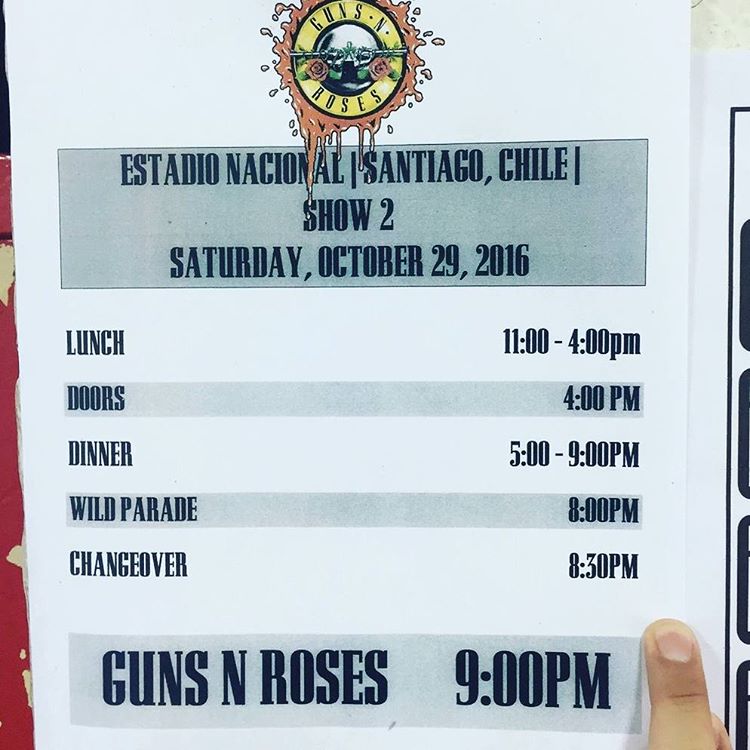 GUNS · N ·
ROSES
ESTADIO NACIONAL | SANTIAGO, CHILE |
SHOW 2
SATURDAY, OCTOBER 29, 2016
LUNCH 11:00 - 4:00pm
DOORS 4:00 PM
DINNER 5:00 - 9:00PM
WILD PARADE 8:00PM
CHANGEOVER 8:30PM
GUNS N ROSES 9:00PM